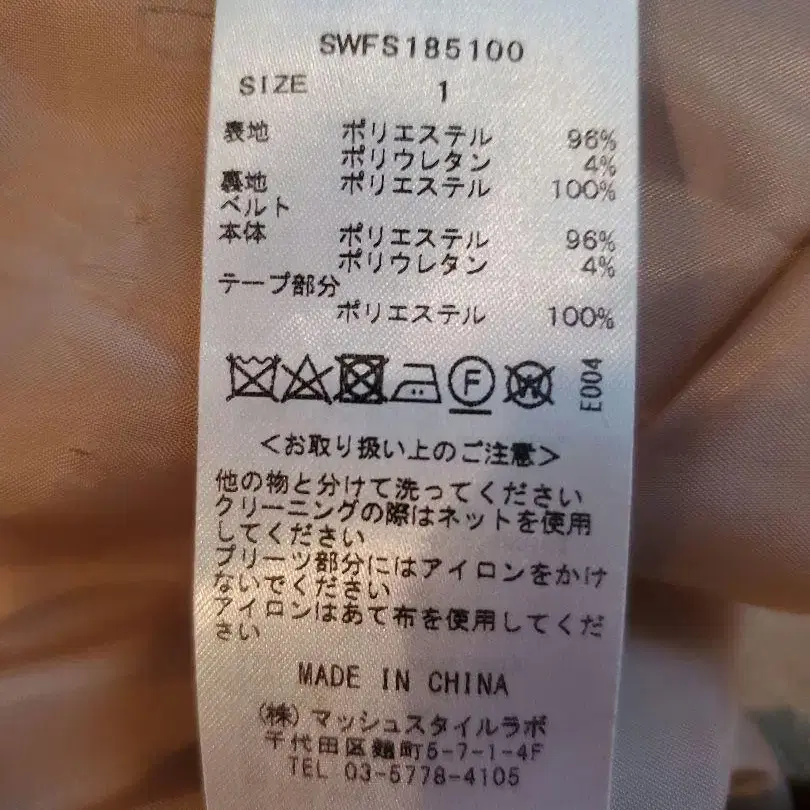 SWFS185100
SIZE 1
表地 ポリエステル 96%
ポリウレタン 4%
裏地 ポリエステル 100%
ベルト
本体 ポリエステル 96%
ポリウレタン 4%
テープ部分
ポリエステル 100%
F W E004
<お取り扱い上のご注意>
他の物と分けて洗ってください
クリーニングの際はネットを使用
してください
プリーツ部分にはアイロンをかけ
ないでください
アイロンはあて布を使用してくだ
さい
MADE IN CHINA
(株)マッシュスタイルラボ
千代田区麹町5-7-1-4F
TEL 03-5778-4105